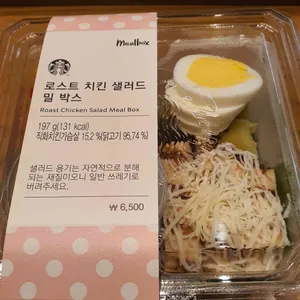 Mealbox
로스트 치킨 샐러드
밀 박스
Roast Chicken Salad Meal Box
197 g(131 kcal)
직화치킨가슴살 15.2 %(닭고기 95.74 %)
샐러드 용기는 자연적으로 분해
되는 재질이오니 일반 쓰레기로
버려주세요.
₩ 6,500